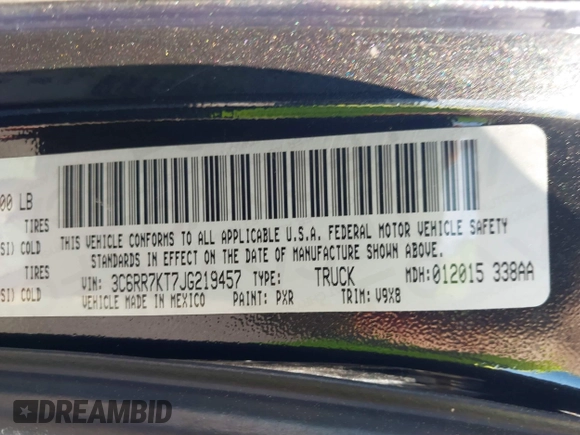 00 LB
TIRES
SI) COLD
TIRES
SI) COLD
THIS VEHICLE CONFORMS TO ALL APPLICABLE U.S.A. FEDERAL MOTOR VEHICLE SAFETY
STANDARDS IN EFFECT ON THE DATE OF MANUFACTURE SHOWN ABOVE.
VIN: 3C6RR7KT7JG219457 TYPE: TRUCK MDH:012015 338AA
VEHICLE MADE IN MEXICO PAINT: PXR TRIM: V9X8
DREAMBID